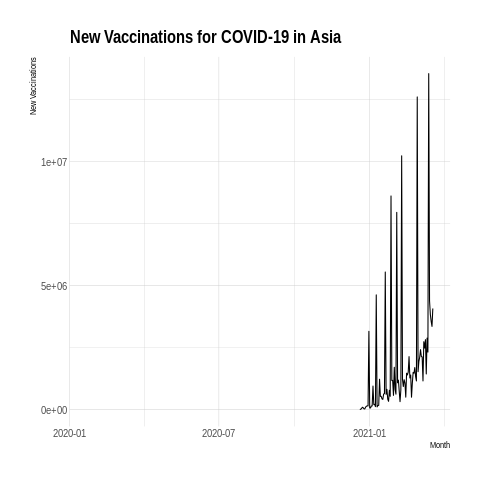 New Vaccinations for COVID-19 in Asia
New Vaccinations
1e+07
5e+06
0e+00
2020-01
2020-07
2021-01
Month